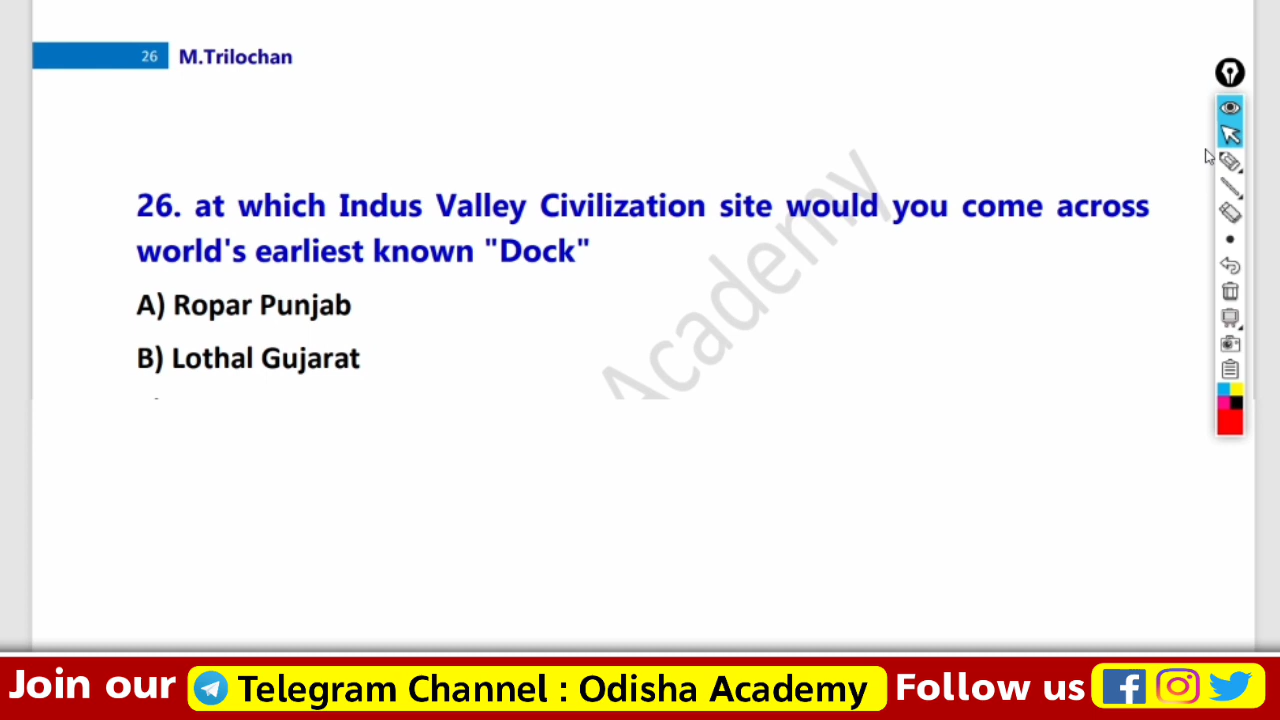 26 M.Trilochan
26. at which Indus Valley Civilization site would you come across
world's earliest known "Dock"
A) Ropar Punjab
B) Lothal Gujarat
Academy
Join our Telegram Channel : Odisha Academy Follow us